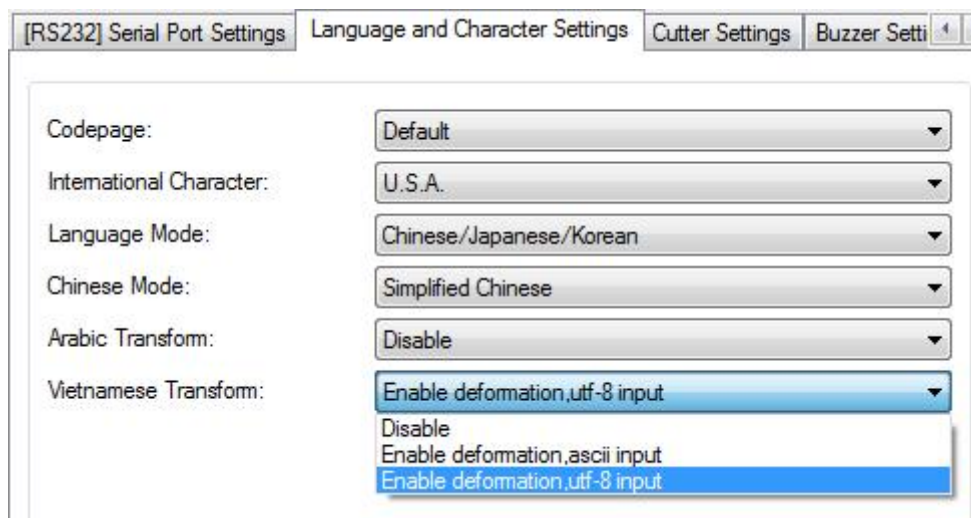 [RS232] Serial Port Settings Language and Character Settings Cutter Settings Buzzer Setti
Codepage: Default
International Character: U.S.A.
Language Mode: Chinese/Japanese/Korean
Chinese Mode: Simplified Chinese
Arabic Transform: Disable
Vietnamese Transform: Enable deformation,utf-8 input
Disable
Enable deformation,ascii input
Enable deformation,utf-8 input